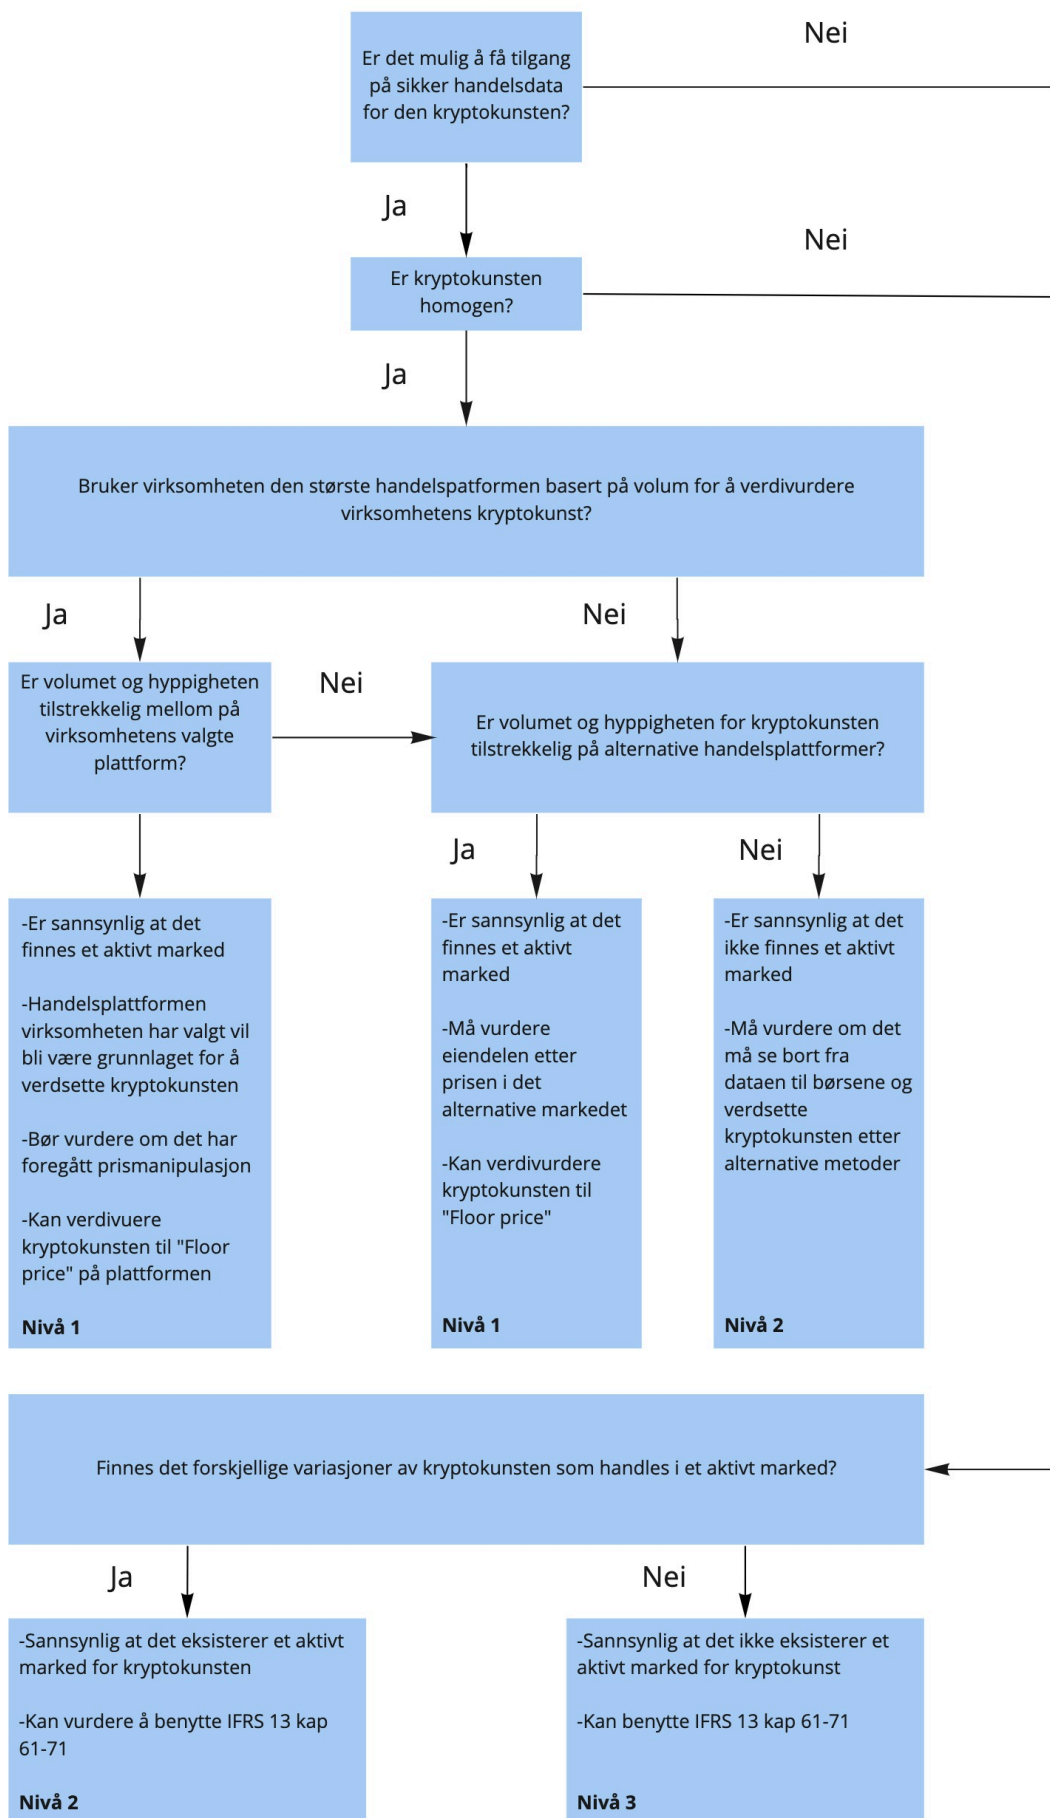 Nei
Er det mulig å få tilgang
på sikker handelsdata
for den kryptokunsten?
Ja
Nei
Er kryptokunsten
homogen?
Ja
Bruker virksomheten den største handelspatformen basert på volum for å verdivurdere
virksomhetens kryptokunst?
Ja
Nei
Er volumet og hyppigheten
tilstrekkelig mellom på
virksomhetens valgte
plattform?
Nei
Er volumet og hyppigheten for kryptokunsten
tilstrekkelig på alternative handelsplattformer?
Ja
Nei
-Er sannsynlig at det
finnes et aktivt marked
-Handelsplattformen
virksomheten har valgt vil
bli være grunnlaget for å
verdsette kryptokunsten
-Bør vurdere om det har
foregått prismanipulasjon
-Kan verdivuere
kryptokunsten til "Floor
price" på plattformen
Nivå 1
-Er sannsynlig at det
finnes et aktivt
marked
-Må vurdere
eiendelen etter
prisen i det
alternative markedet
-Kan verdivurdere
kryptokunsten til
"Floor price"
Nivå 1
-Er sannsynlig at det
ikke finnes et aktivt
marked
-Må vurdere om det
må se bort fra
dataen til børsene og
verdsette
kryptokunsten etter
alternative metoder
Nivå 2
Finnes det forskjellige variasjoner av kryptokunsten som handles i et aktivt marked?
Ja
Nei
-Sannsynlig at det eksisterer et aktivt
marked for kryptokunsten
-Kan vurdere å benytte IFRS 13 kap
61-71
Nivå 2
-Sannsynlig at det ikke eksisterer et
aktivt marked for kryptokunst
-Kan benytte IFRS 13 kap 61-71
Nivå 3